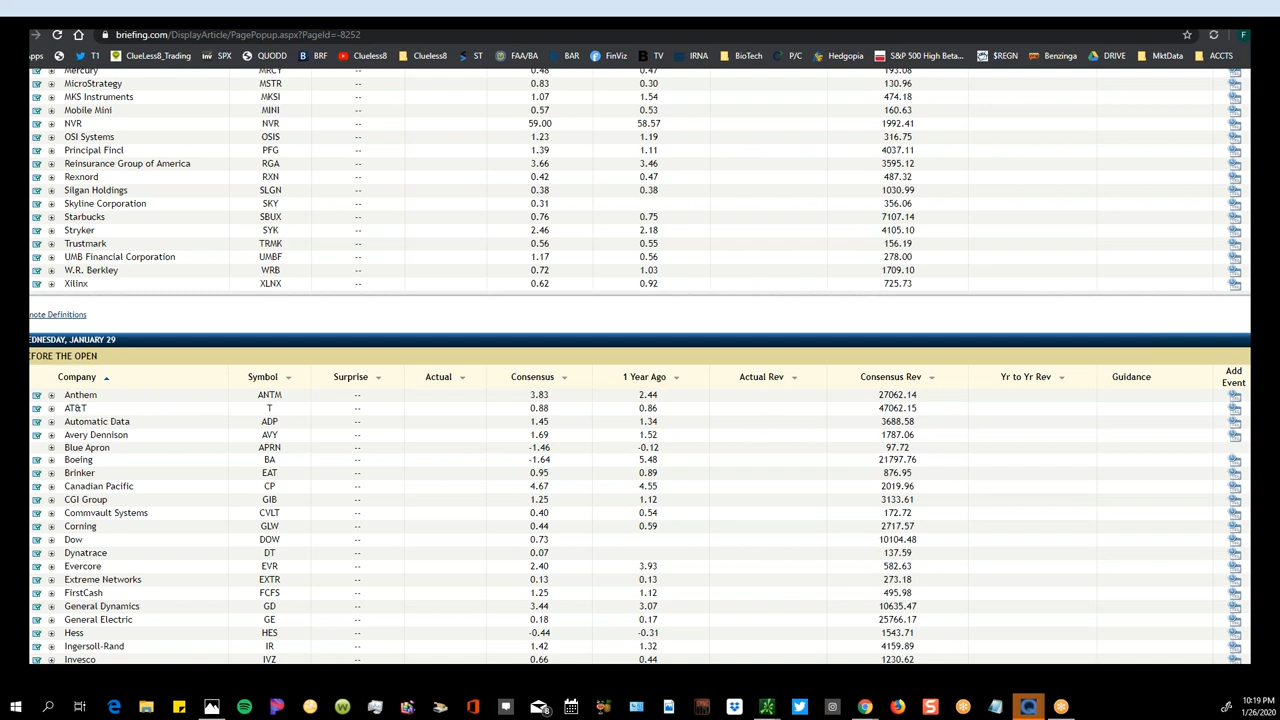 briefing.com/DisplayArticle/PagePopup.aspx?PageId=-8252
Apps T1 ClueLess8_Trading SPX QUODD BRF Clueless8 Clueless8 ST FAA/BA BAR FinViz TV IRNA BioTech P/C Hedgopia S&P 500 High Beta... $REGN Benzinga DRIVE MktData ACCTS
Mercury MRCY -- 0.48 0.47 193.08
MicroStrategy MSTR -- 0.83 0.30 130.96
MKS Instruments MKSI -- 1.07 1.54 474.18
Mobile Mini MINI -- 0.57 0.53 160.63
NVR NVR -- 59.00 58.57 1992.41
OSI Systems OSIS -- 1.23 1.19 316.75
Principal Fincl PFG -- 1.39 1.11 4037.11
Reinsurance Group of America RGA -- 3.66 3.46 3595.12
Rexnord RXN -- 0.42 0.47 487.32
Silgan Holdings SLGN -- 0.38 0.38 1030.99
Skyline Corporation SKY -- 0.31 356.06
Starbucks SBUX -- 0.76 0.75 7107.14
Stryker SYK -- 2.46 2.18 4105.10
Trustmark TRMK -- 0.56 0.55 156.19
UMB Financial Corporation UMBF -- 1.17 0.56 278.00
W.R. Berkley WRB -- 0.72 1.03 1709.10
Xilinx XLNX -- 0.62 0.92 725.73
note Definitions
EDNESDAY, JANUARY 29
EFORE THE OPEN
Company Symbol Surprise Actual Consensus 1 Year Ago Actual Rev Consensus Rev Yr to Yr Rev Guidance Add Event
Anthem ANTM -- 3.83 2.44 27062.14
AT&T T -- 0.88 0.86 47062.15
Automatic Data ADP -- 1.45 1.34 3688.58
Avery Dennison AVY -- 1.69 1.52 1787.06
Blue Apron APRN -- -1.46 -0.12 97.72
Boeing BA -- -1.64 5.48 21797.76
Brinker EAT -- 0.95 0.89 876.95
Canadian Pacific CP -- 4.67 4.55 2019.96
CGI Group GIB -- 1.25 1.12 3133.61
Commvault Systems CVLT -- 0.40 0.54 172.72
Corning GLW -- 0.44 0.59 2717.57
Dow DOW -- 0.73 10104.48
Dynatrace DT -- 0.07 137.59
Evercore EVR -- 2.40 3.93 582.63
Extreme Networks EXTR -- 0.13 0.13 273.18
FirstCash FCFS -- 1.25 1.12 495.98
General Dynamics GD -- 3.44 3.07 10635.47
General Electric GE -- 0.18 0.17 25766.17
Hess HES -- -0.44 -0.31 1543.71
Ingersoll-Rand IR -- 1.42 1.32 4159.89
Invesco IVZ -- 0.66 0.44 1230.62
10:19 PM
1/26/2020